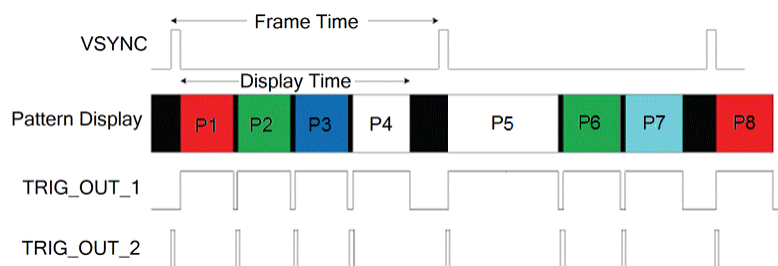 Frame Time
VSYNC
Display Time
Pattern Display P1 P2 P3 P4 P5 P6 P7 P8
TRIG_OUT_1
TRIG_OUT_2